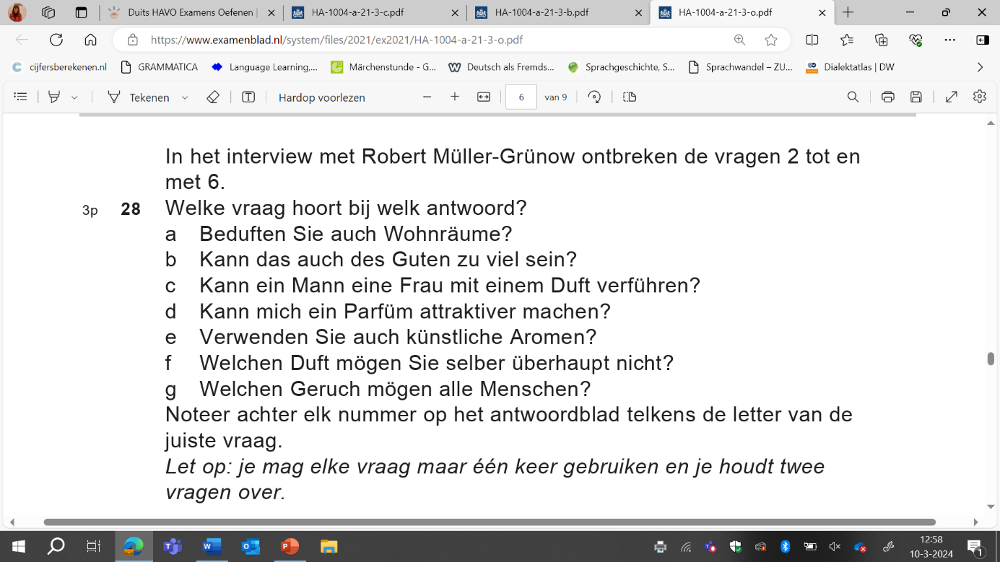 Duits HAVO Examens Oefenen |
HA-1004-a-21-3-c.pdf
HA-1004-a-21-3-b.pdf
HA-1004-a-21-3-o.pdf
https://www.examenblad.nl/system/files/2021/ex2021/HA-1004-a-21-3-o.pdf
cijfersberekenen.nl
GRAMMATICA
Language Learning,...
Märchenstunde - G...
Deutsch als Fremds...
Sprachgeschichte, S...
Sprachwandel – ZU...
Dialektatlas | DW
Tekenen
Hardop voorlezen
6 van 9
In het interview met Robert Müller-Grünow ontbreken de vragen 2 tot en
met 6.
3p 28 Welke vraag hoort bij welk antwoord?
a Beduften Sie auch Wohnräume?
b Kann das auch des Guten zu viel sein?
c Kann ein Mann eine Frau mit einem Duft verführen?
d Kann mich ein Parfüm attraktiver machen?
e Verwenden Sie auch künstliche Aromen?
f Welchen Duft mögen Sie selber überhaupt nicht?
g Welchen Geruch mögen alle Menschen?
Noteer achter elk nummer op het antwoordblad telkens de letter van de
juiste vraag.
Let op: je mag elke vraag maar één keer gebruiken en je houdt twee
vragen over.
12:58
10-3-2024
1